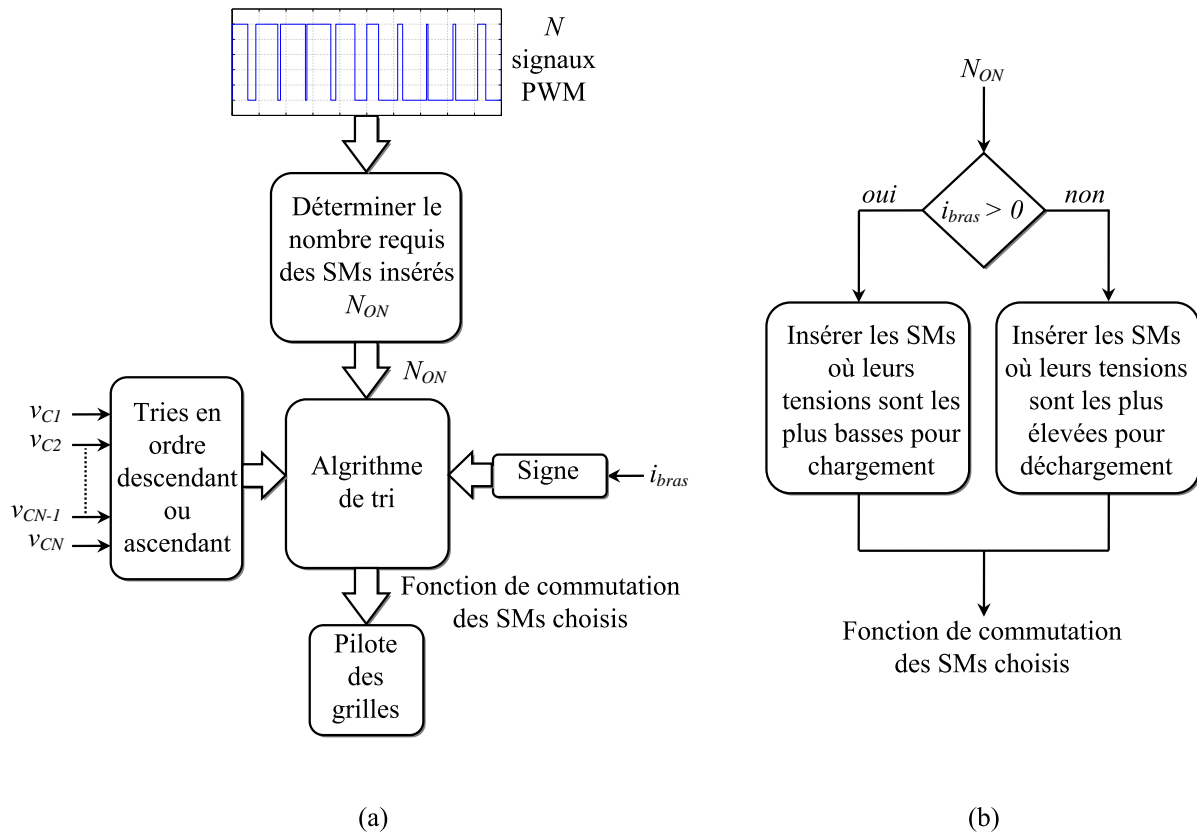 N
signaux
PWM
Déterminer le
nombre requis
des SMs insérés
N_ON
N_ON
v_C1
v_C2
v_CN-1
v_CN
Tries en
ordre
descendant
ou
ascendant
Algrithme
de tri
Signe
i_bras
Fonction de commutation
des SMs choisis
Pilote
des
grilles
(a)
N_ON
oui
i_bras > 0
non
Insérer les SMs
où leurs
tensions sont les
plus basses pour
chargement
Insérer les SMs
où leurs tensions
sont les plus
élevées pour
déchargement
Fonction de commutation
des SMs choisis
(b)